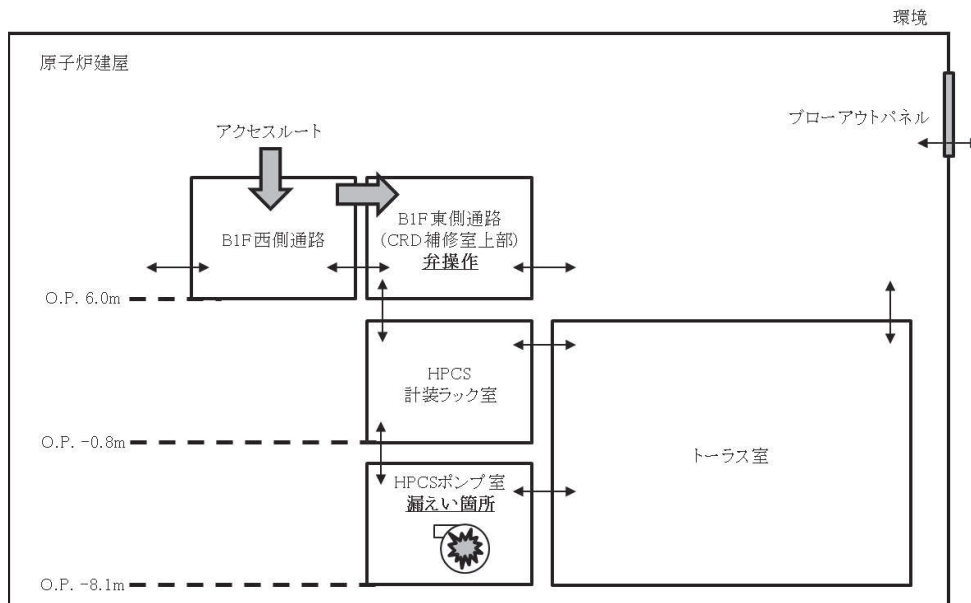 環境
原子炉建屋
ブローアウトパネル
アクセスルート
B1F西側通路
B1F東側通路
(CRD補修室上部)
弁操作
O.P. 6.0m
HPCS
計装ラック室
O.P. -0.8m
トーラス室
HPCSポンプ室
漏えい箇所
O.P. -8.1m